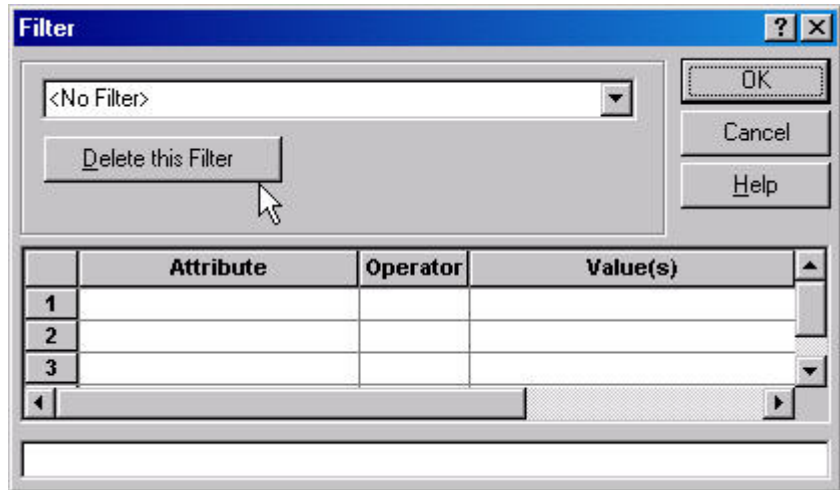 Filter
<No Filter>
OK
Delete this Filter
Cancel
Help
Attribute Operator Value(s)
1
2
3